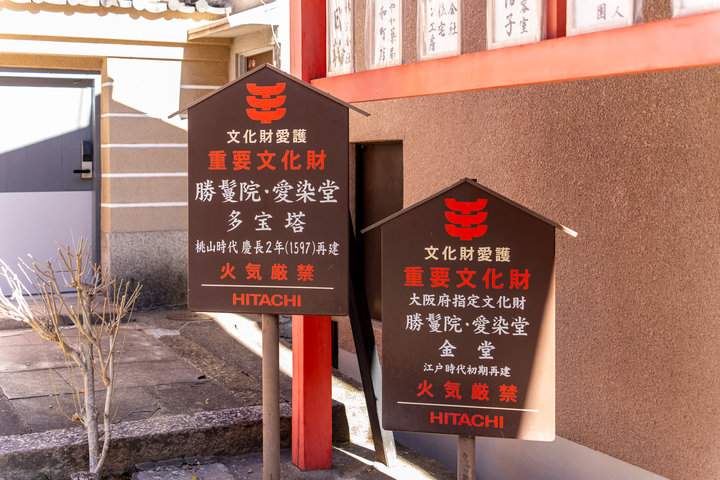 文化財愛護
重要文化財
勝鬘院・愛染堂
多宝塔
桃山時代 慶長2年(1597)再建
火気厳禁
HITACHI
文化財愛護
重要文化財
大阪府指定文化財
勝鬘院・愛染堂
金堂
江戸時代初期再建
火気厳禁
HITACHI